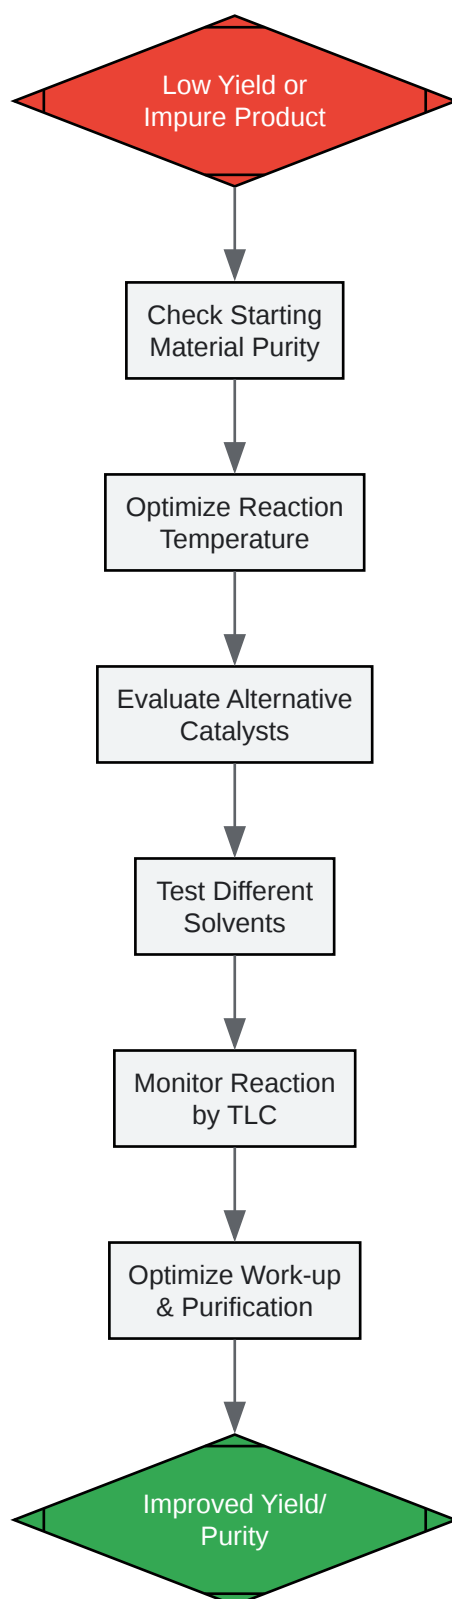 Low Yield or
Impure Product
Check Starting
Material Purity
Optimize Reaction
Temperature
Evaluate Alternative
Catalysts
Test Different
Solvents
Monitor Reaction
by TLC
Optimize Work-up
& Purification
Improved Yield/
Purity